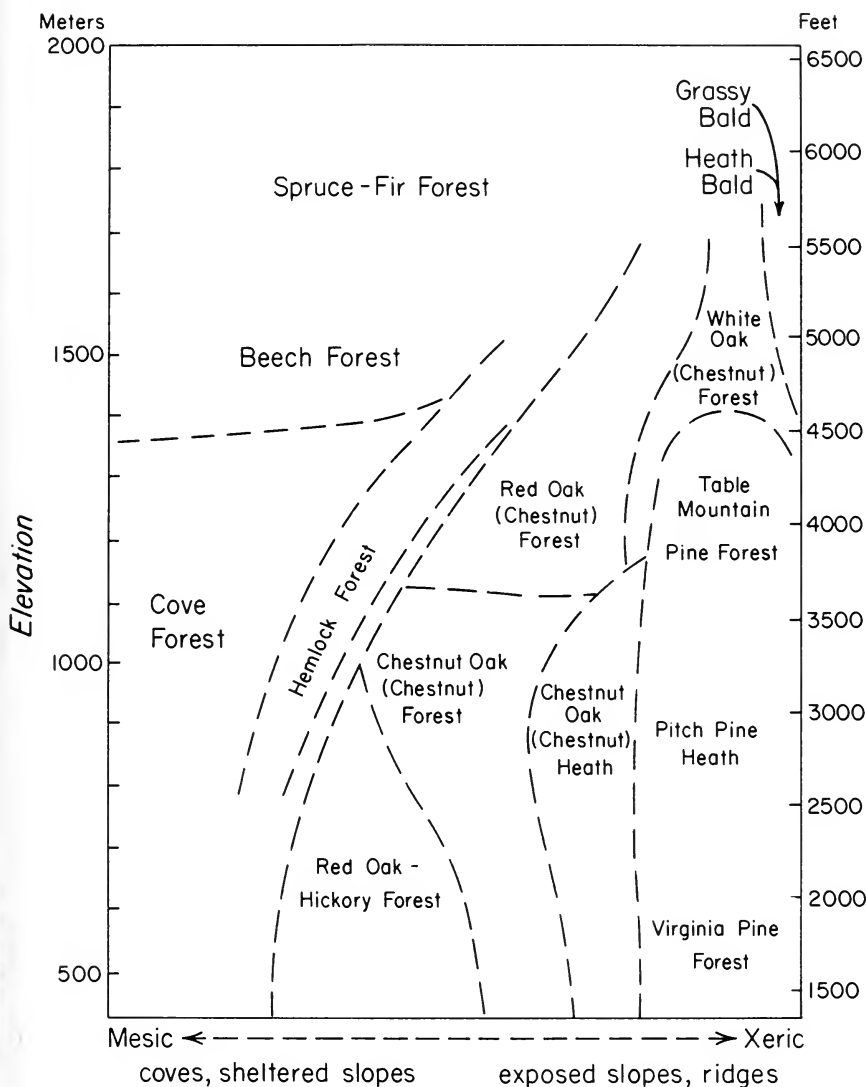 Meters
Feet
2000
6500
Grassy
Bald
6000
Heath
Bald
Spruce-Fir Forest
5500
White
Oak
(Chestnut)
Forest
5000
1500
Beech Forest
4500
Table
Mountain
Pine Forest
Red Oak
(Chestnut)
Forest
4000
Elevation
Hemlock Forest
Cove
Forest
3500
1000
Chestnut Oak
(Chestnut)
Forest
Chestnut
Oak
(Chestnut)
Heath
3000
Pitch Pine
Heath
2500
Red Oak-
Hickory Forest
2000
Virginia Pine
Forest
500
1500
Mesic
Xeric
coves, sheltered slopes
exposed slopes, ridges